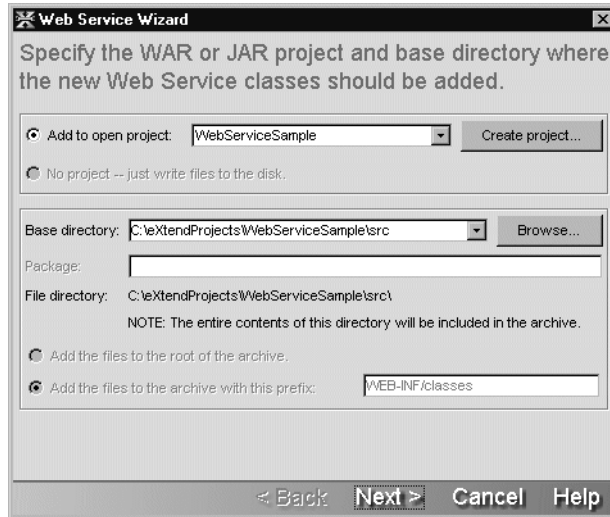 Web Service Wizard
Specify the WAR or JAR project and base directory where
the new Web Service classes should be added.
Add to open project: WebServiceSample Create project...
No project -- just write files to the disk.
Base directory: C:\eXtendProjects\WebServiceSample\src Browse...
Package:
File directory: C:\eXtendProjects\WebServiceSample\src\
NOTE: The entire contents of this directory will be included in the archive.
Add the files to the root of the archive.
Add the files to the archive with this prefix: WEB-INF/classes
< Back Next > Cancel Help